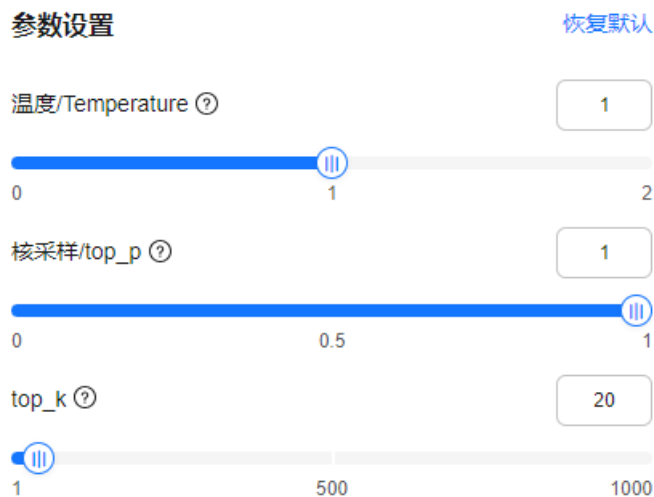 参数设置 恢复默认
温度/Temperature ? 1
0 1 2
核采样/top_p ? 1
0 0.5 1
top_k ? 20
1 500 1000